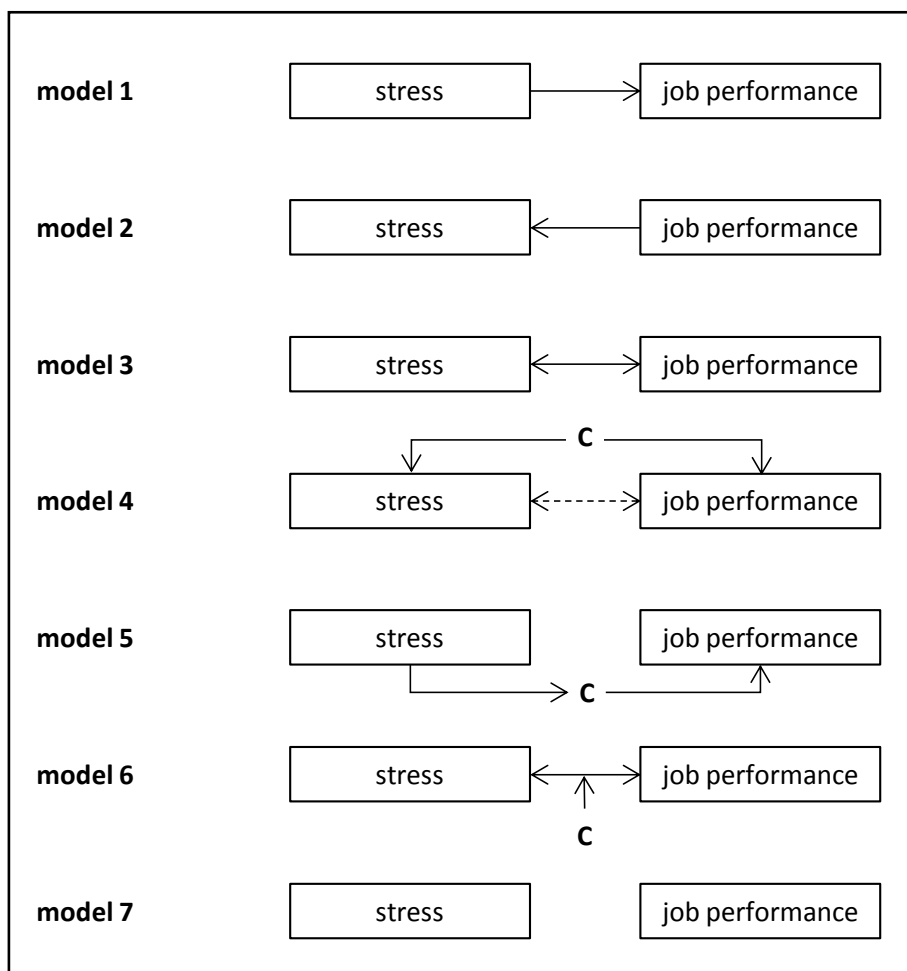 model 1 stress job performance
model 2 stress job performance
model 3 stress job performance
C
model 4 stress job performance
model 5 stress job performance
C
model 6 stress job performance
C
model 7 stress job performance